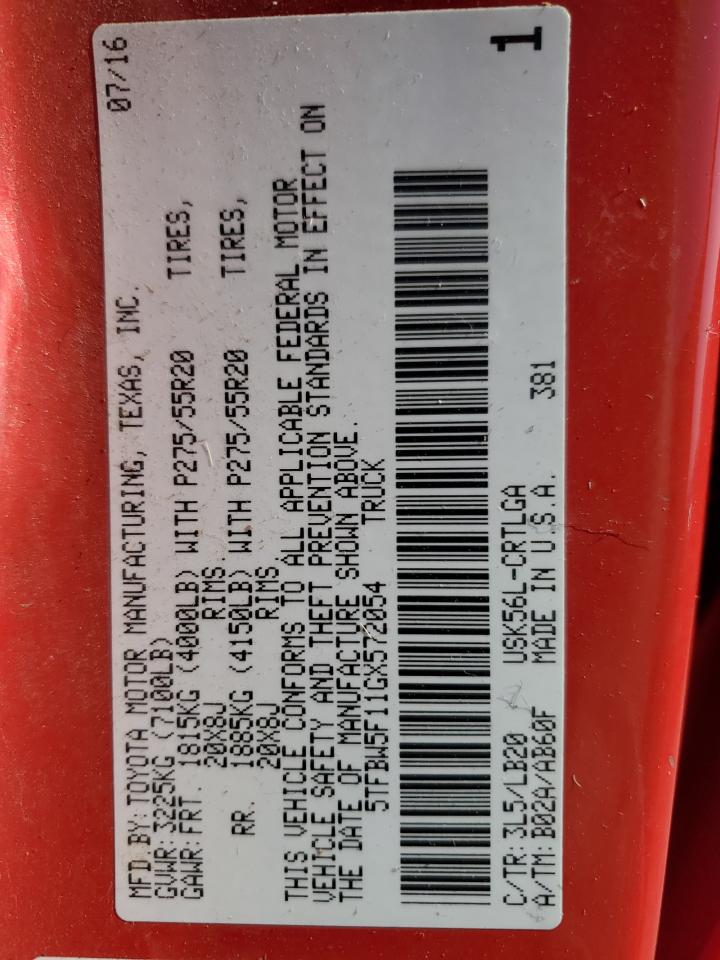 MFD.BY:TOYOTA MOTOR MANUFACTURING, TEXAS, INC. 07/16
GVWR:3225KG (7100LB)
GAWR:FRT. 1815KG (4000LB) WITH P275/55R20 TIRES,
20X8J RIMS
RR. 1885KG (4150LB) WITH P275/55R20 TIRES,
20X8J RIMS.
THIS VEHICLE CONFORMS TO ALL APPLICABLE FEDERAL MOTOR
VEHICLE SAFETY AND THEFT PREVENTION STANDARDS IN EFFECT ON
THE DATE OF MANUFACTURE SHOWN ABOVE.
5TFBW5F11GX572054 TRUCK
C/TR:3L5/LB20 USK56L-CRTLGA
A/TM:B02A/AB60F MADE IN U.S.A. 381
1